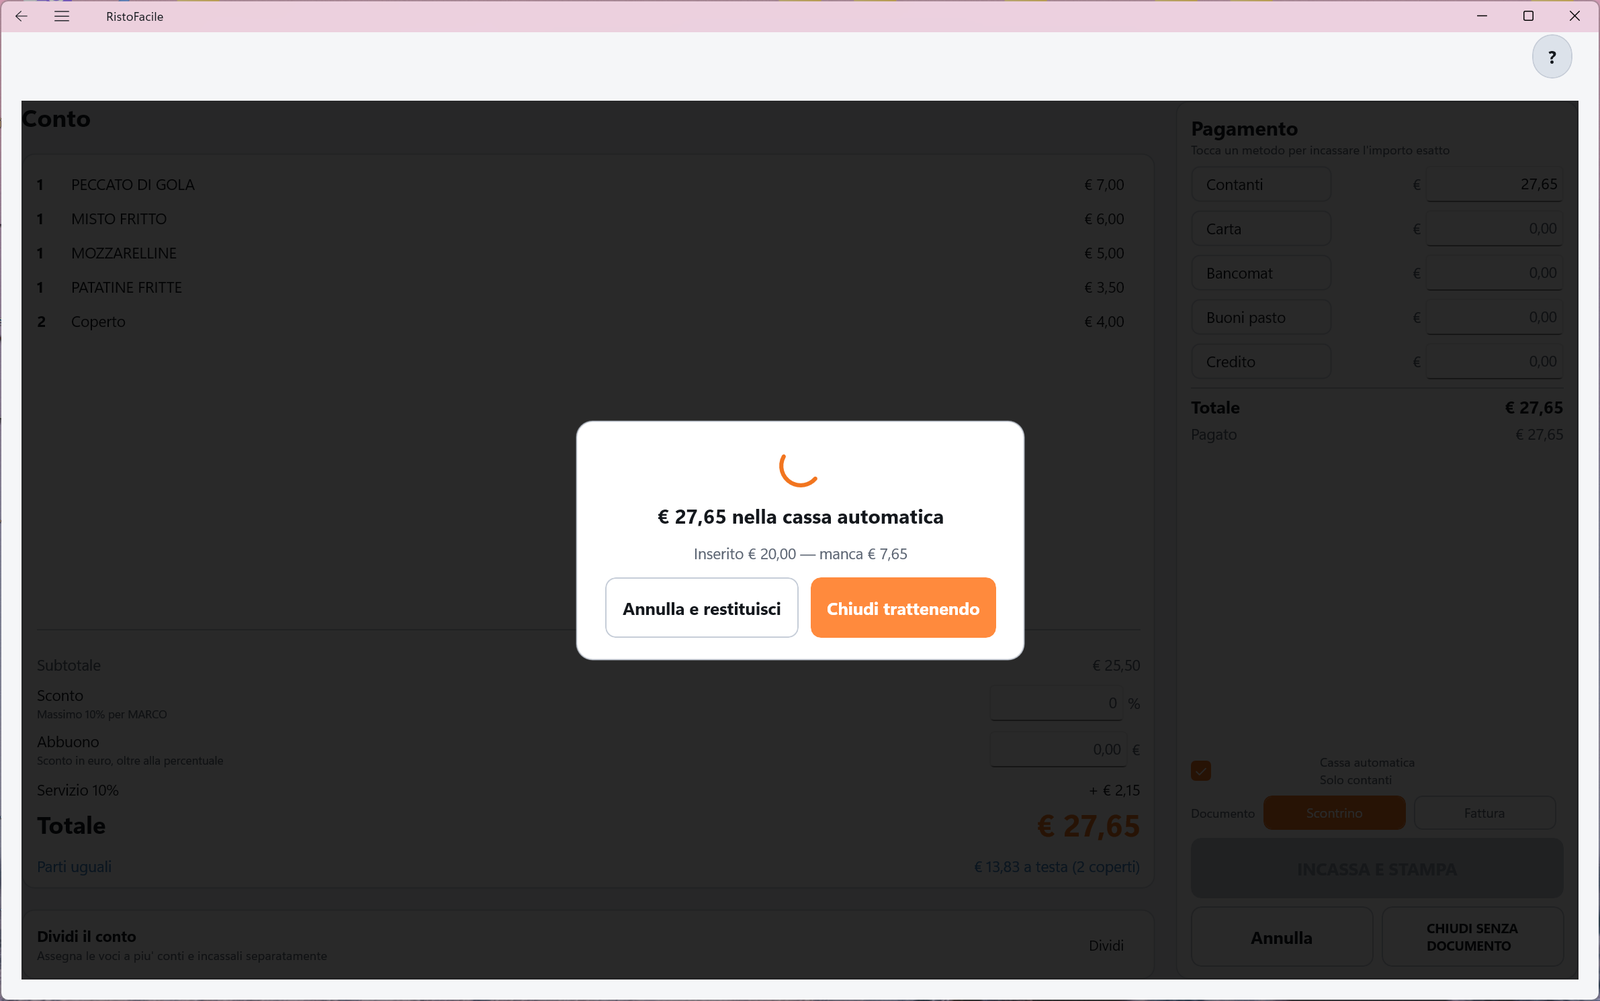 RistoFacile
?
Conto
1 PECCATO DI GOLA € 7,00
1 MISTO FRITTO € 6,00
1 MOZZARELLINE € 5,00
1 PATATINE FRITTE € 3,50
2 Coperto € 4,00
Subtotale € 25,50
Sconto 0 %
Massimo 10% per MARCO
Abbuono 0,00 €
Sconto in euro, oltre alla percentuale
Servizio 10% + € 2,15
Totale € 27,65
Parti uguali € 13,83 a testa (2 coperti)
Dividi il conto
Assegna le voci a piu' conti e incassali separatamente
Dividi
€ 27,65 nella cassa automatica
Inserito € 20,00 — manca € 7,65
Annulla e restituisci
Chiudi trattenendo
Pagamento
Tocca un metodo per incassare l'importo esatto
Contanti € 27,65
Carta € 0,00
Bancomat € 0,00
Buoni pasto € 0,00
Credito € 0,00
Totale € 27,65
Pagato € 27,65
Cassa automatica
Solo contanti
Documento Scontrino Fattura
INCASSA E STAMPA
Annulla
CHIUDI SENZA
DOCUMENTO